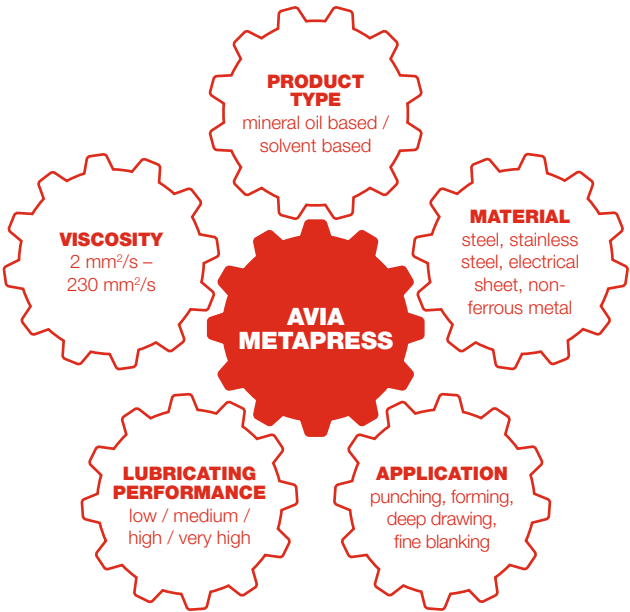 PRODUCT
TYPE
mineral oil based /
solvent based
VISCOSITY
2 mm²/s –
230 mm²/s
MATERIAL
steel, stainless
steel, electrical
sheet, non-
ferrous metal
AVIA
METAPRESS
LUBRICATING
PERFORMANCE
low / medium /
high / very high
APPLICATION
punching, forming,
deep drawing,
fine blanking